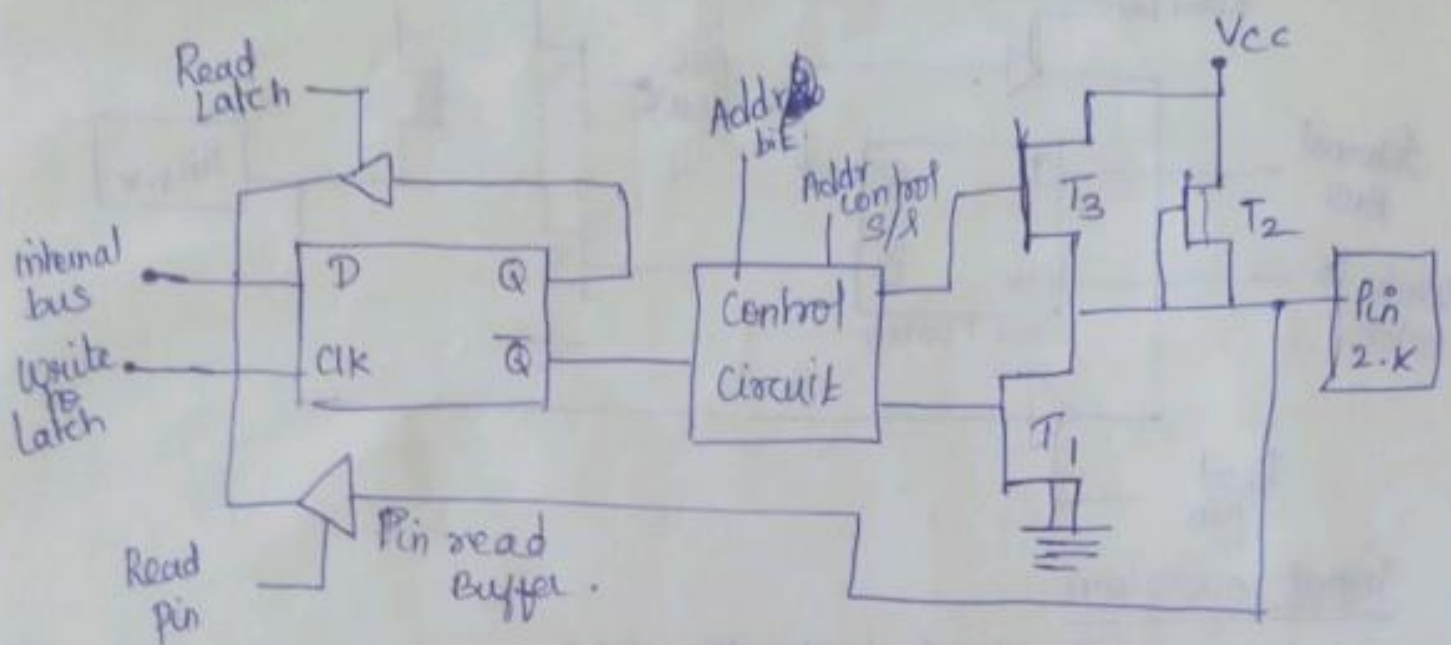 Read
Latch
Addr
bit
Addr
control
S/l
Vcc
T3
T2
internal
bus
D Q
Clk Q̅
Write
to
Latch
Control
Circuit
Pin
2.K
T1
Pin read
Buffer.
Read
Pin